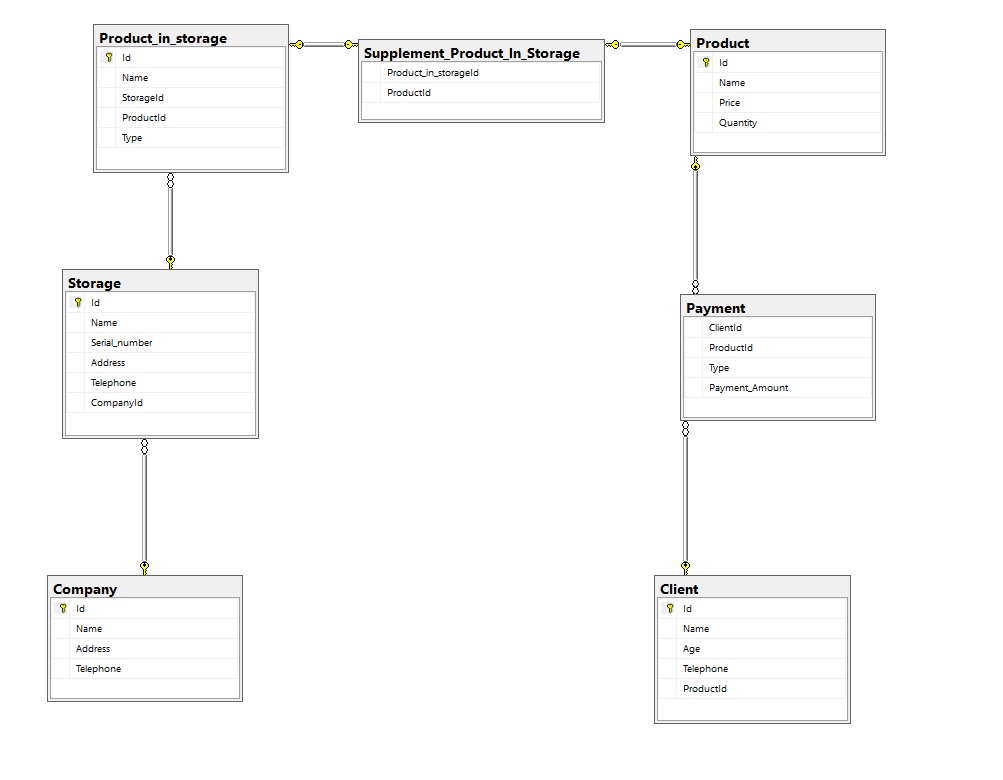 Product_in_storage
Id
Name
StorageId
ProductId
Type
Supplement_Product_In_Storage
Product_in_storageId
ProductId
Product
Id
Name
Price
Quantity
Storage
Id
Name
Serial_number
Address
Telephone
CompanyId
Payment
ClientId
ProductId
Type
Payment_Amount
Company
Id
Name
Address
Telephone
Client
Id
Name
Age
Telephone
ProductId